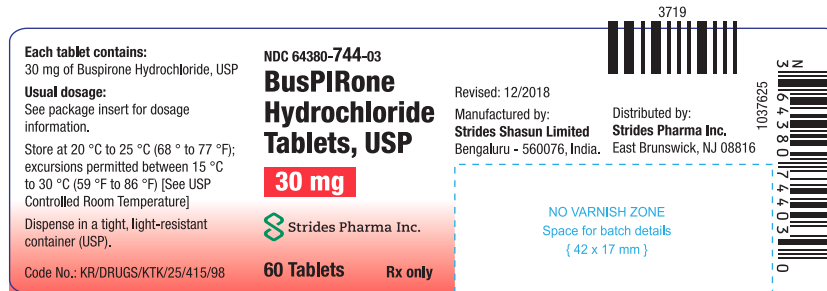 Each tablet contains:
30 mg of Buspirone Hydrochloride, USP
Usual dosage:
See package insert for dosage
information.
Store at 20 °C to 25 °C (68 ° to 77 °F);
excursions permitted between 15 °C
to 30 °C (59 °F to 86 °F) [See USP
Controlled Room Temperature]
Dispense in a tight, light-resistant
container (USP).
Code No.: KR/DRUGS/KTK/25/415/98
NDC 64380-744-03
BusPIRone
Hydrochloride
Tablets, USP
30 mg
Strides Pharma Inc.
60 Tablets Rx only
3719
Revised: 12/2018
Manufactured by:
Strides Shasun Limited
Bengaluru - 560076, India.
Distributed by:
Strides Pharma Inc.
East Brunswick, NJ 08816
NO VARNISH ZONE
Space for batch details
{ 42 x 17 mm }
1037625
N
3 64380 74403 0